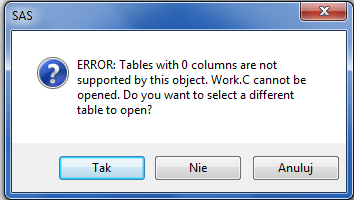 SAS
ERROR: Tables with 0 columns are not
supported by this object. Work.C cannot be
opened. Do you want to select a different
table to open?
Tak
Nie
Anuluj